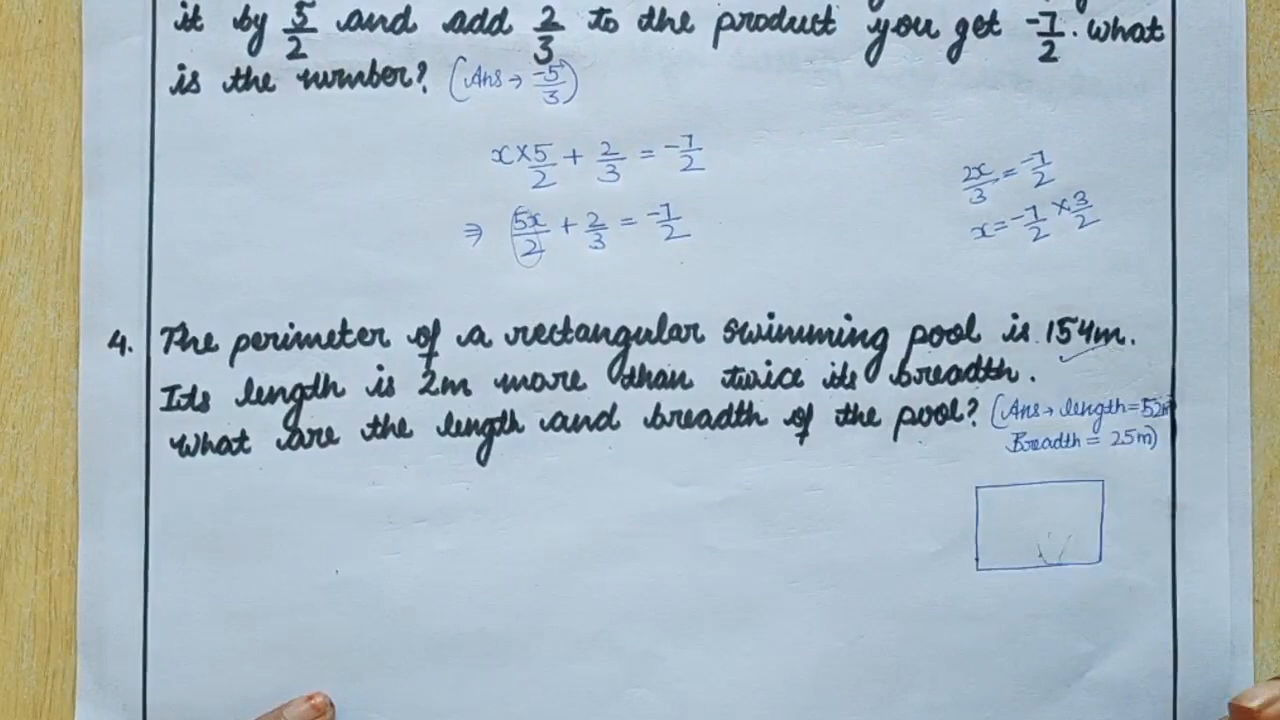 it by 5/2 and add 2/3 to the product you get -7/2. What
is the number? (Ans → -5/3)
x × 5/2 + 2/3 = -7/2
2x/3 = -7/2
⇒ 5x/2 + 2/3 = -7/2
x = -7/2 × 3/2
4. The perimeter of a rectangular swimming pool is 154m.
Its length is 2m more than twice its breadth.
What are the length and breadth of the pool? (Ans → length = 52m
Breadth = 25m)